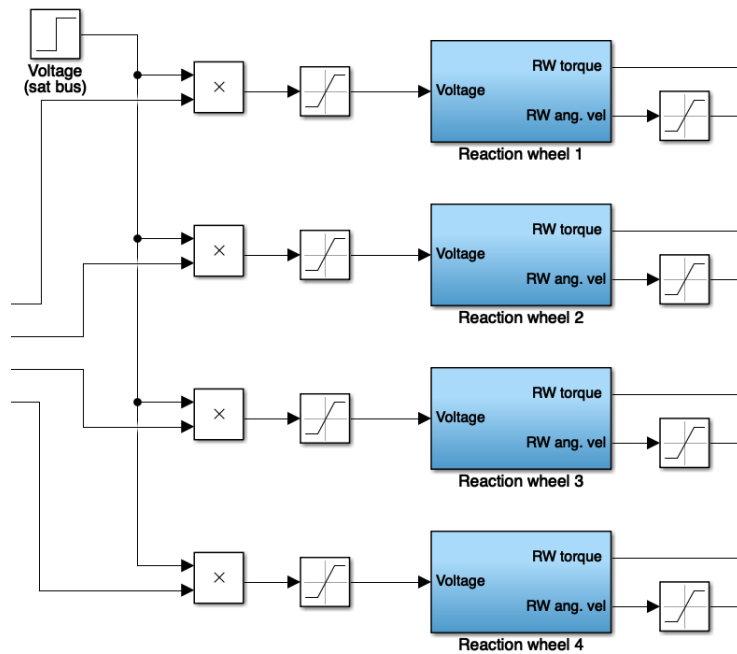 Voltage
(sat bus)
×
Voltage
RW torque
RW ang. vel
Reaction wheel 1
×
Voltage
RW torque
RW ang. vel
Reaction wheel 2
×
Voltage
RW torque
RW ang. vel
Reaction wheel 3
×
Voltage
RW torque
RW ang. vel
Reaction wheel 4